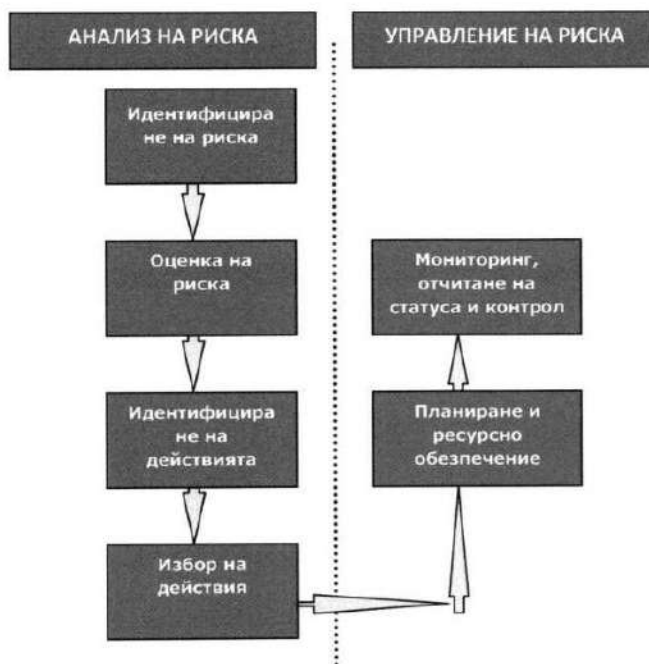 АНАЛИЗ НА РИСКА
УПРАВЛЕНИЕ НА РИСКА
Идентифицира
не на риска
Оценка на
риска
Идентифицира
не на
действията
Избор на
действия
Мониторинг,
отчитане на
статуса и контрол
Планиране и
ресурсно
обезпечение